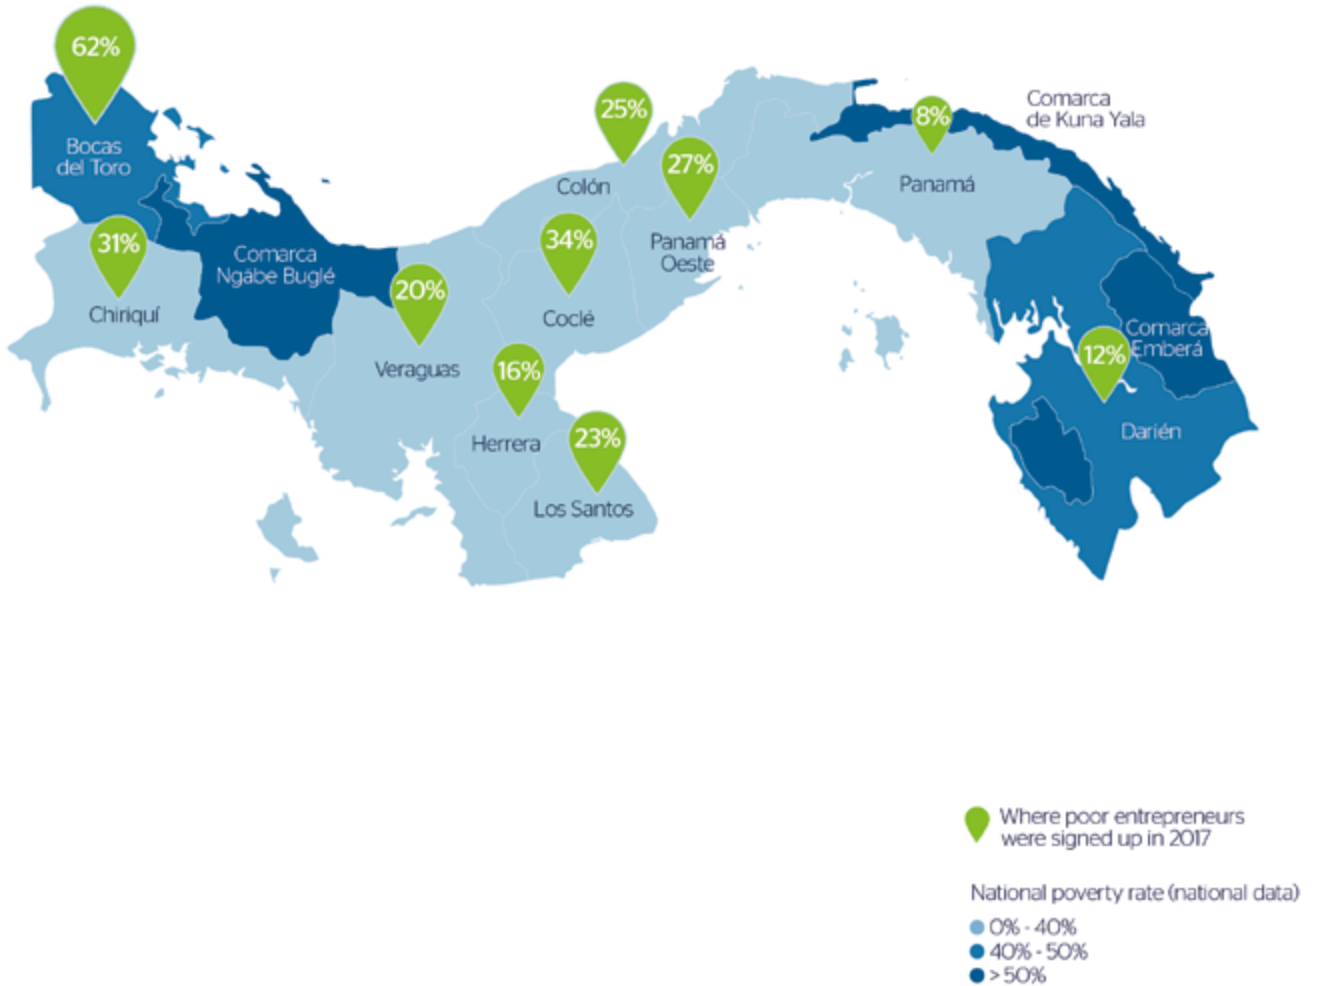 62%
Bocas
del Toro
31%
Chiriquí
Comarca
Ngäbe Buglé
20%
Veraguas
25%
Colón
27%
Panamá
Oeste
34%
Coclé
16%
Herrera
23%
Los Santos
8%
Panamá
Comarca
de Kuna Yala
Comarca
Emberá
12%
Darién
Where poor entrepreneurs
were signed up in 2017
National poverty rate (national data)
0% - 40%
40% - 50%
> 50%